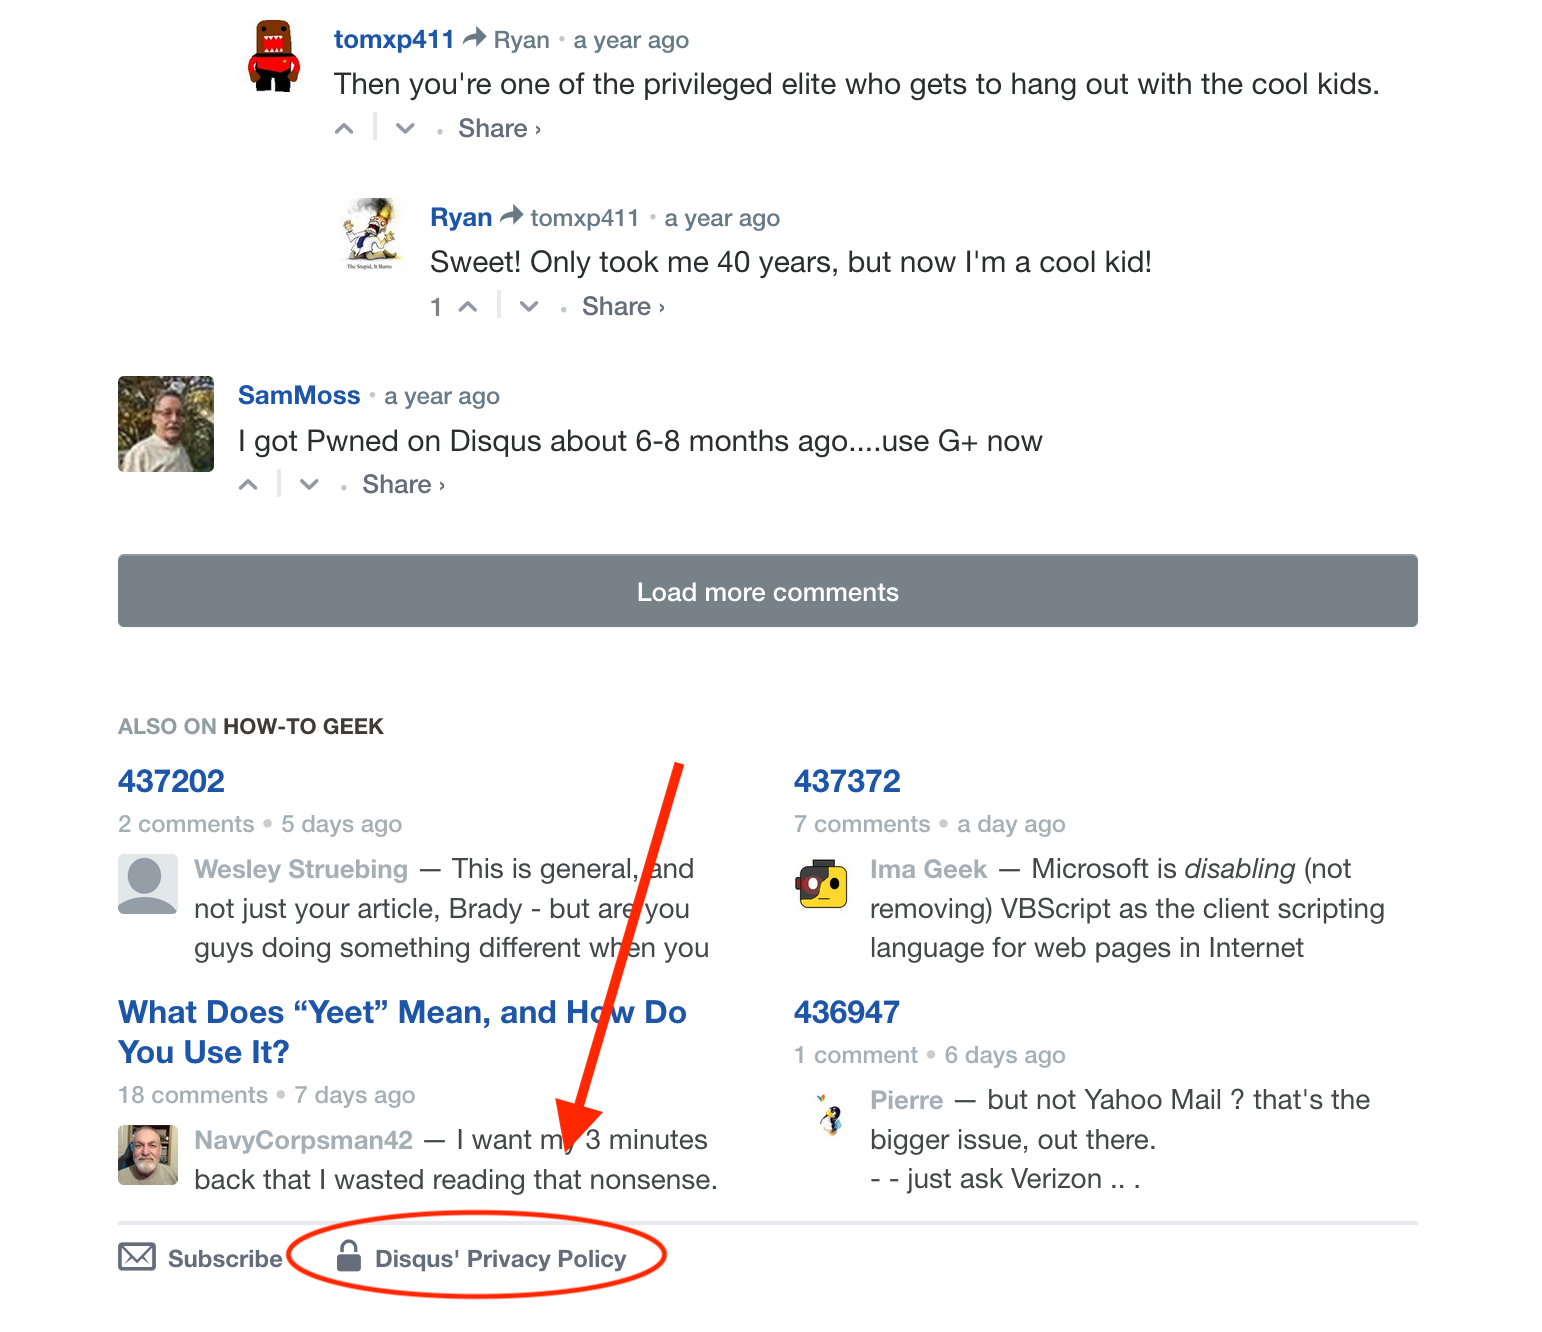 tomxp411 Ryan • a year ago
Then you're one of the privileged elite who gets to hang out with the cool kids.
• Share ›
Ryan tomxp411 • a year ago
The Stupid, It Burns
Sweet! Only took me 40 years, but now I'm a cool kid!
1 • Share ›
SamMoss • a year ago
I got Pwned on Disqus about 6-8 months ago....use G+ now
• Share ›
Load more comments
ALSO ON HOW-TO GEEK
437202
2 comments • 5 days ago
Wesley Struebing — This is general, and
not just your article, Brady - but are you
guys doing something different when you
437372
7 comments • a day ago
Ima Geek — Microsoft is disabling (not
removing) VBScript as the client scripting
language for web pages in Internet
What Does “Yeet” Mean, and How Do
You Use It?
18 comments • 7 days ago
NavyCorpsman42 — I want my 3 minutes
back that I wasted reading that nonsense.
436947
1 comment • 6 days ago
Pierre — but not Yahoo Mail ? that's the
bigger issue, out there.
- - just ask Verizon .. .
Subscribe Disqus' Privacy Policy